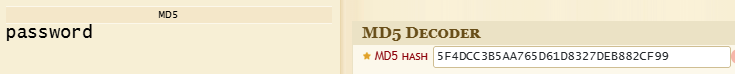 MD5
password
MD5 Decoder
★ MD5 hash 5F4DCC3B5AA765D61D8327DEB882CF99